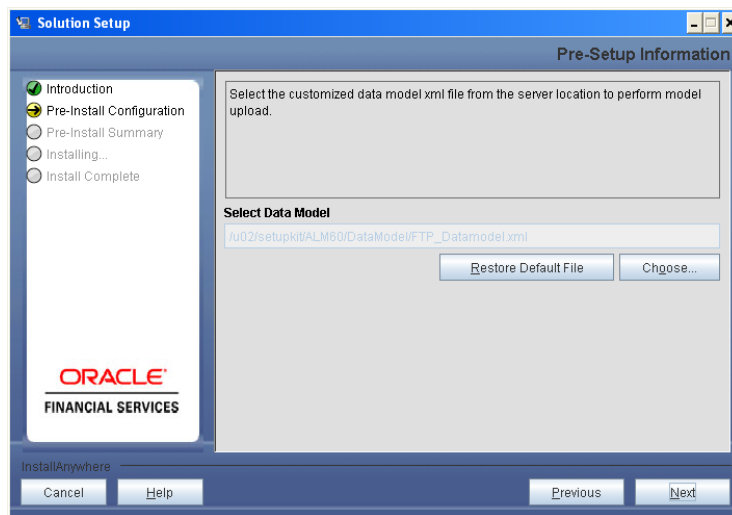 Solution Setup
Pre-Setup Information
Introduction
Pre-Install Configuration
Pre-Install Summary
Installing...
Install Complete
Select the customized data model xml file from the server location to perform model
upload.
Select Data Model
/u02/setupkit/ALM60/DataModel/FTP_Datamodel.xml
Restore Default File
Choose...
ORACLE
FINANCIAL SERVICES
InstallAnywhere
Cancel
Help
Previous
Next